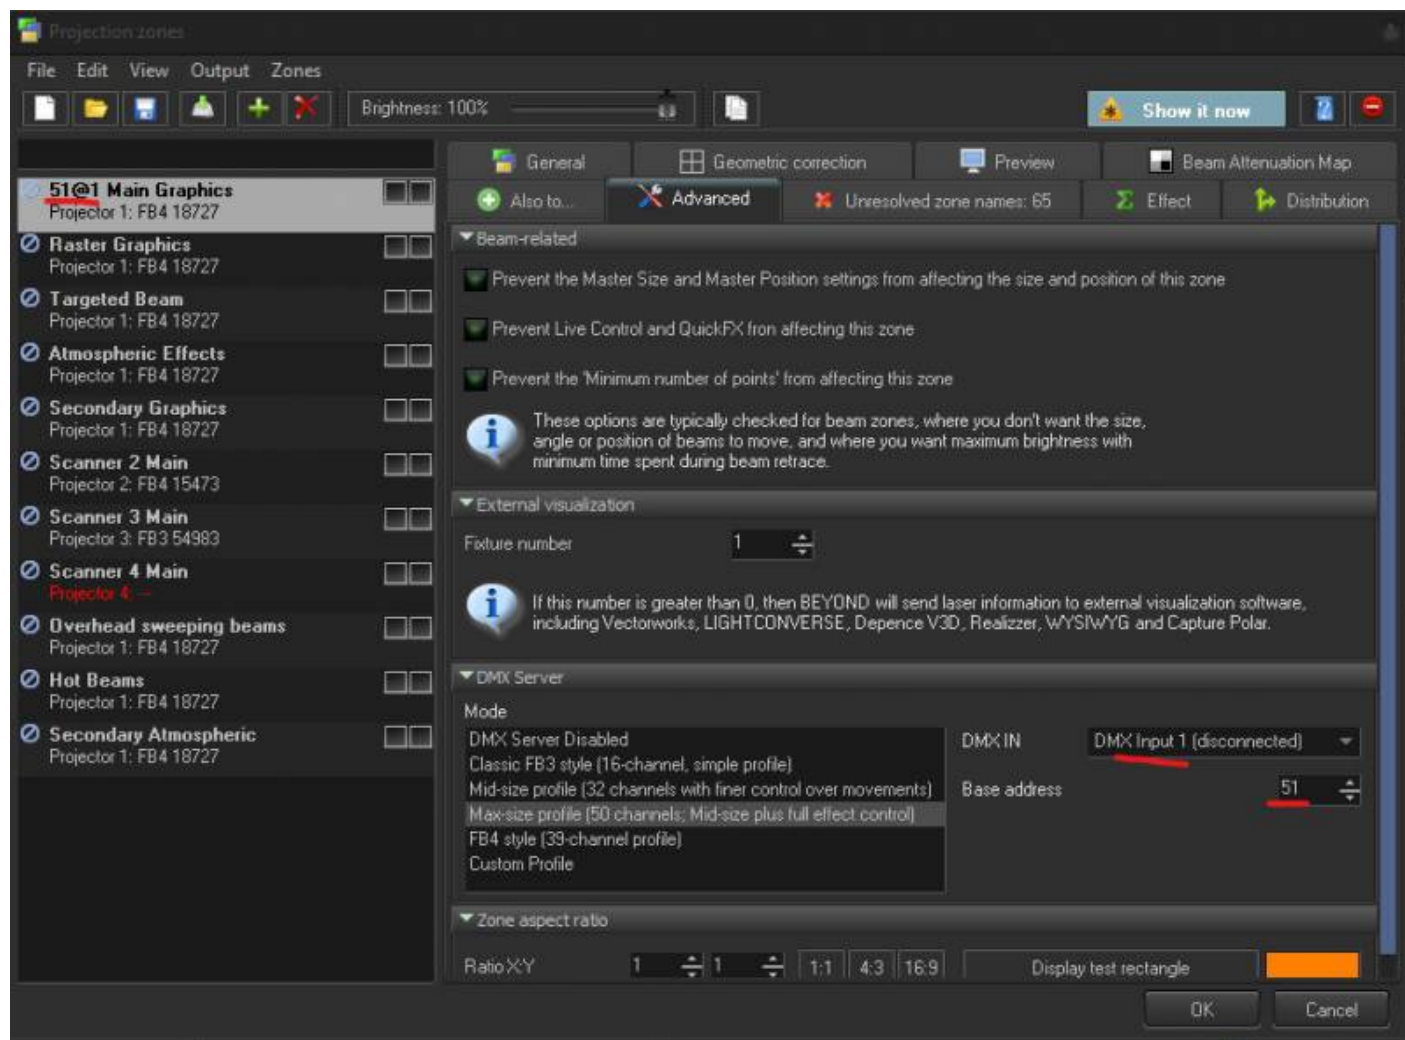 Projection zones
File Edit View Output Zones
Brightness: 100%
Show it now
General
Geometric correction
Preview
Beam Attenuation Map
Also to...
Advanced
Unresolved zone names: 65
Effect
Distribution
51@1 Main Graphics
Projector 1: FB4 18727
Raster Graphics
Projector 1: FB4 18727
Targeted Beam
Projector 1: FB4 18727
Atmospheric Effects
Projector 1: FB4 18727
Secondary Graphics
Projector 1: FB4 18727
Scanner 2 Main
Projector 2: FB4 15473
Scanner 3 Main
Projector 3: FB3 54983
Scanner 4 Main
Projector 4: --
Overhead sweeping beams
Projector 1: FB4 18727
Hot Beams
Projector 1: FB4 18727
Secondary Atmospheric
Projector 1: FB4 18727
Beam-related
Prevent the Master Size and Master Position settings from affecting the size and position of this zone
Prevent Live Control and QuickFX fron affecting this zone
Prevent the 'Minimum number of points' from affecting this zone
These options are typically checked for beam zones, where you don't want the size,
angle or position of beams to move, and where you want maximum brightness with
minimum time spent during beam retrace.
External visualization
Fixture number 1
If this number is greater than 0, then BEYOND will send laser information to external visualization software,
including Vectorworks, LIGHTCONVERSE, Depence V3D, Realizzer, WYSIWYG and Capture Polar.
DMX Server
Mode
DMX Server Disabled
Classic FB3 style (16-channel, simple profile)
Mid-size profile (32 channels with finer control over movements)
Max-size profile (50 channels; Mid-size plus full effect control)
FB4 style (39-channel profile)
Custom Profile
DMX IN DMX Input 1 (disconnected)
Base address 51
Zone aspect ratio
Ratio X:Y 1 1 1:1 4:3 16:9 Display test rectangle
OK Cancel